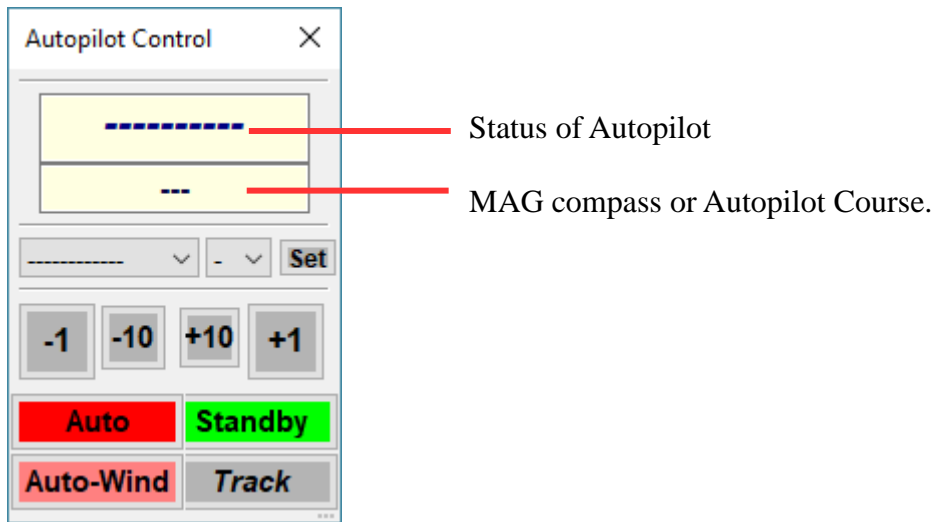 Autopilot Control
----------
Status of Autopilot
---
MAG compass or Autopilot Course.
------------ - Set
-1 -10 +10 +1
Auto Standby
Auto-Wind Track